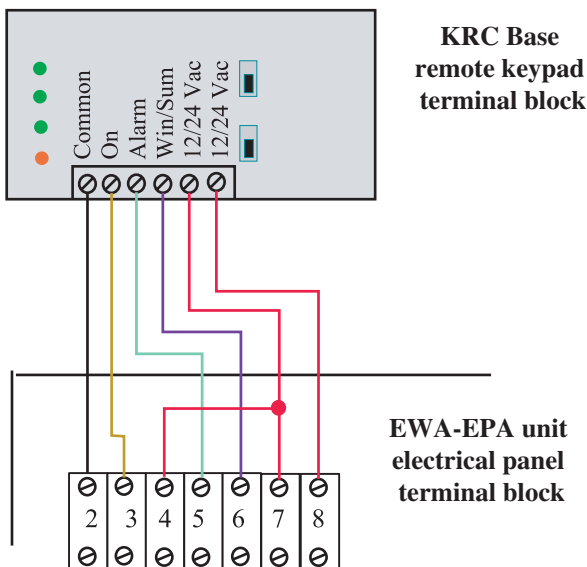 KRC Base
remote keypad
terminal block
Common
On
Alarm
Win/Sum
12/24 Vac
12/24 Vac
EWA-EPA unit
electrical panel
terminal block
2 3 4 5 6 7 8